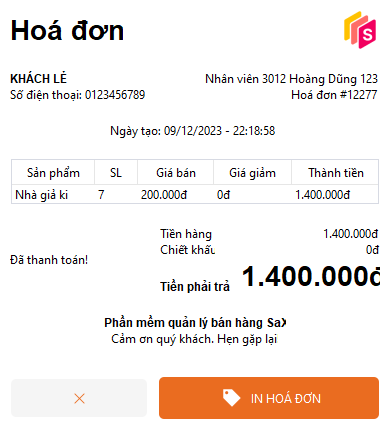 Hoá đơn
S
KHÁCH LẺ
Nhân viên 3012 Hoàng Dũng 123
Số điện thoại: 0123456789
Hoá đơn #12277
Ngày tạo: 09/12/2023 - 22:18:58
Sản phẩm SL Giá bán Giá giảm Thành tiền
Nhà giả ki 7 200.000đ 0đ 1.400.000đ
Tiền hàng 1.400.000đ
Chiết khấu 0đ
Đã thanh toán!
Tiền phải trả 1.400.000đ
Phần mềm quản lý bán hàng SaX
Cảm ơn quý khách. Hẹn gặp lại
× IN HOÁ ĐƠN